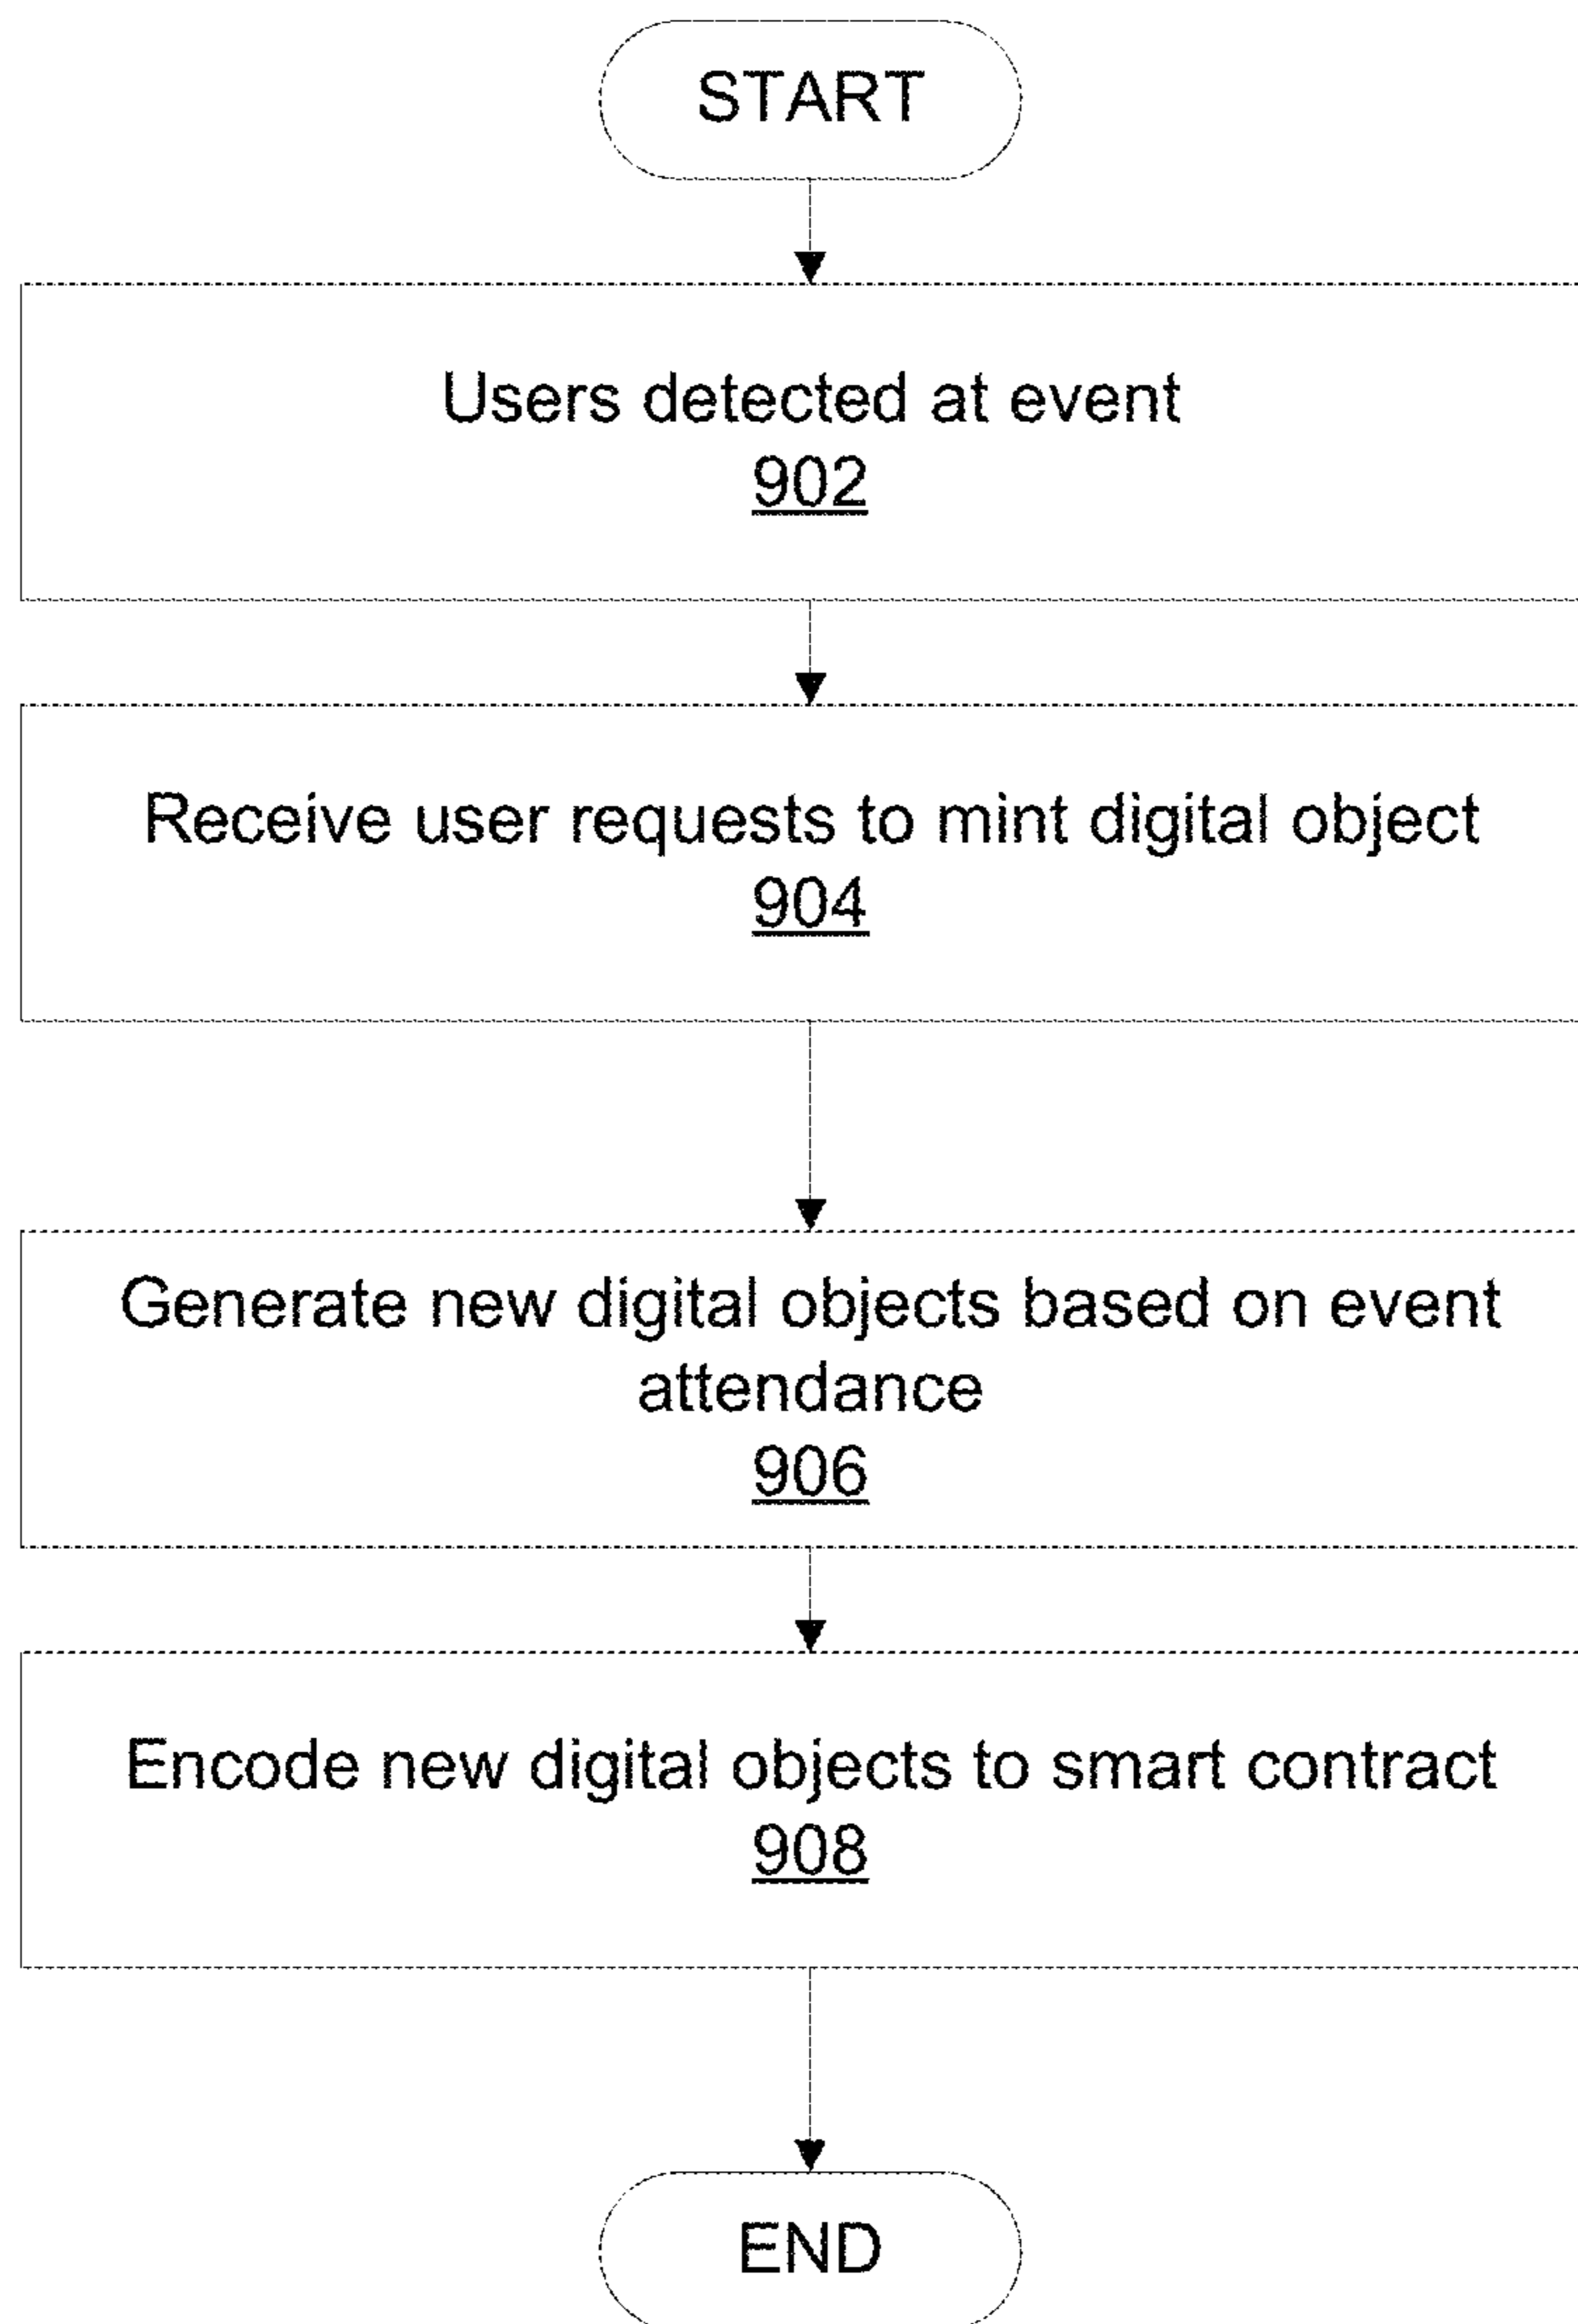 START
Users detected at event
902
Receive user requests to mint digital object
904
Generate new digital objects based on event
attendance
906
Encode new digital objects to smart contract
908
END